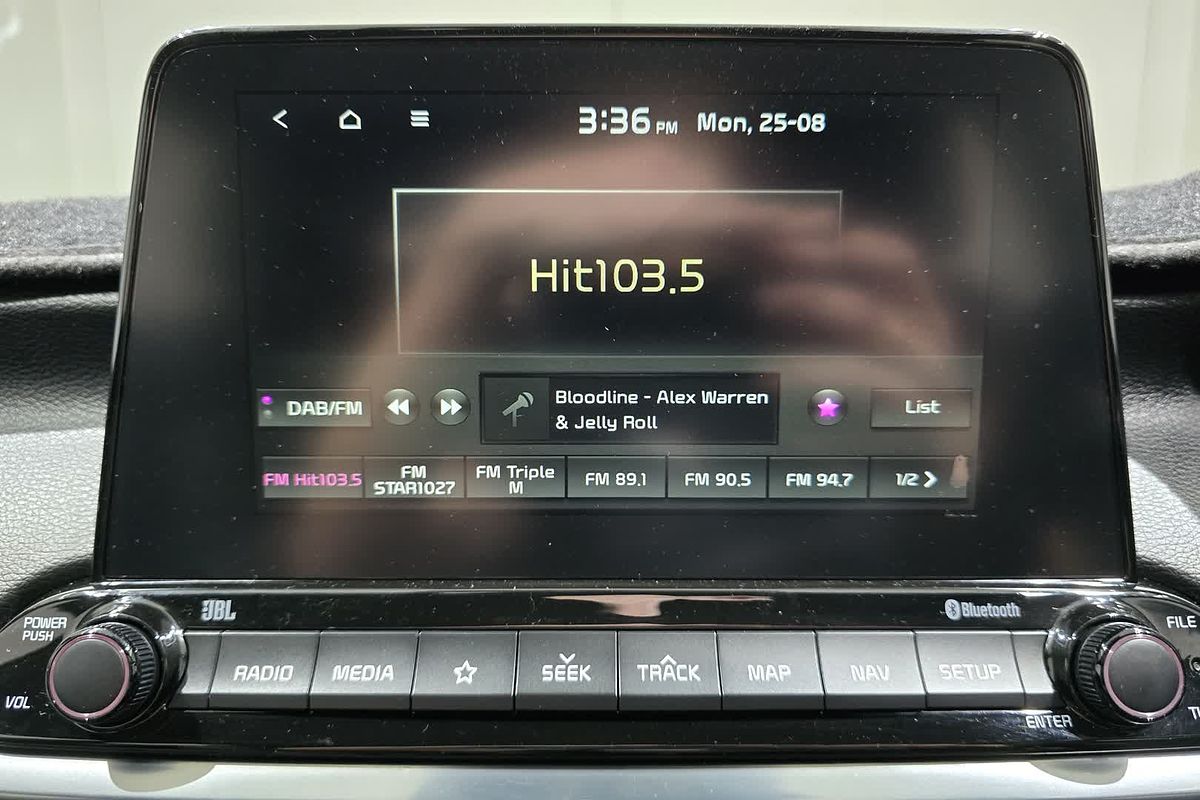 3:36 PM Mon, 25-08
Hit103.5
DAB/FM
Bloodline - Alex Warren
& Jelly Roll
List
FM Hit103.5
FM
STAR1027
FM Triple
M
FM 89.1
FM 90.5
FM 94.7
1/2
JBL
Bluetooth
POWER
PUSH
VOL
RADIO
MEDIA
SEEK
TRACK
MAP
NAV
SETUP
FILE
ENTER